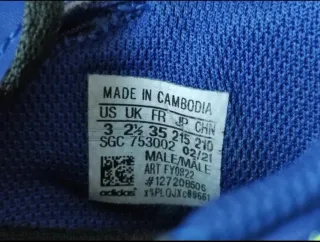 MADE IN CAMBODIA
US UK FR JP CHN
3 2½ 35 215 210
SGC 753002 02/21
MALE/MÂLE
ART FY0822
#127208606
adidas